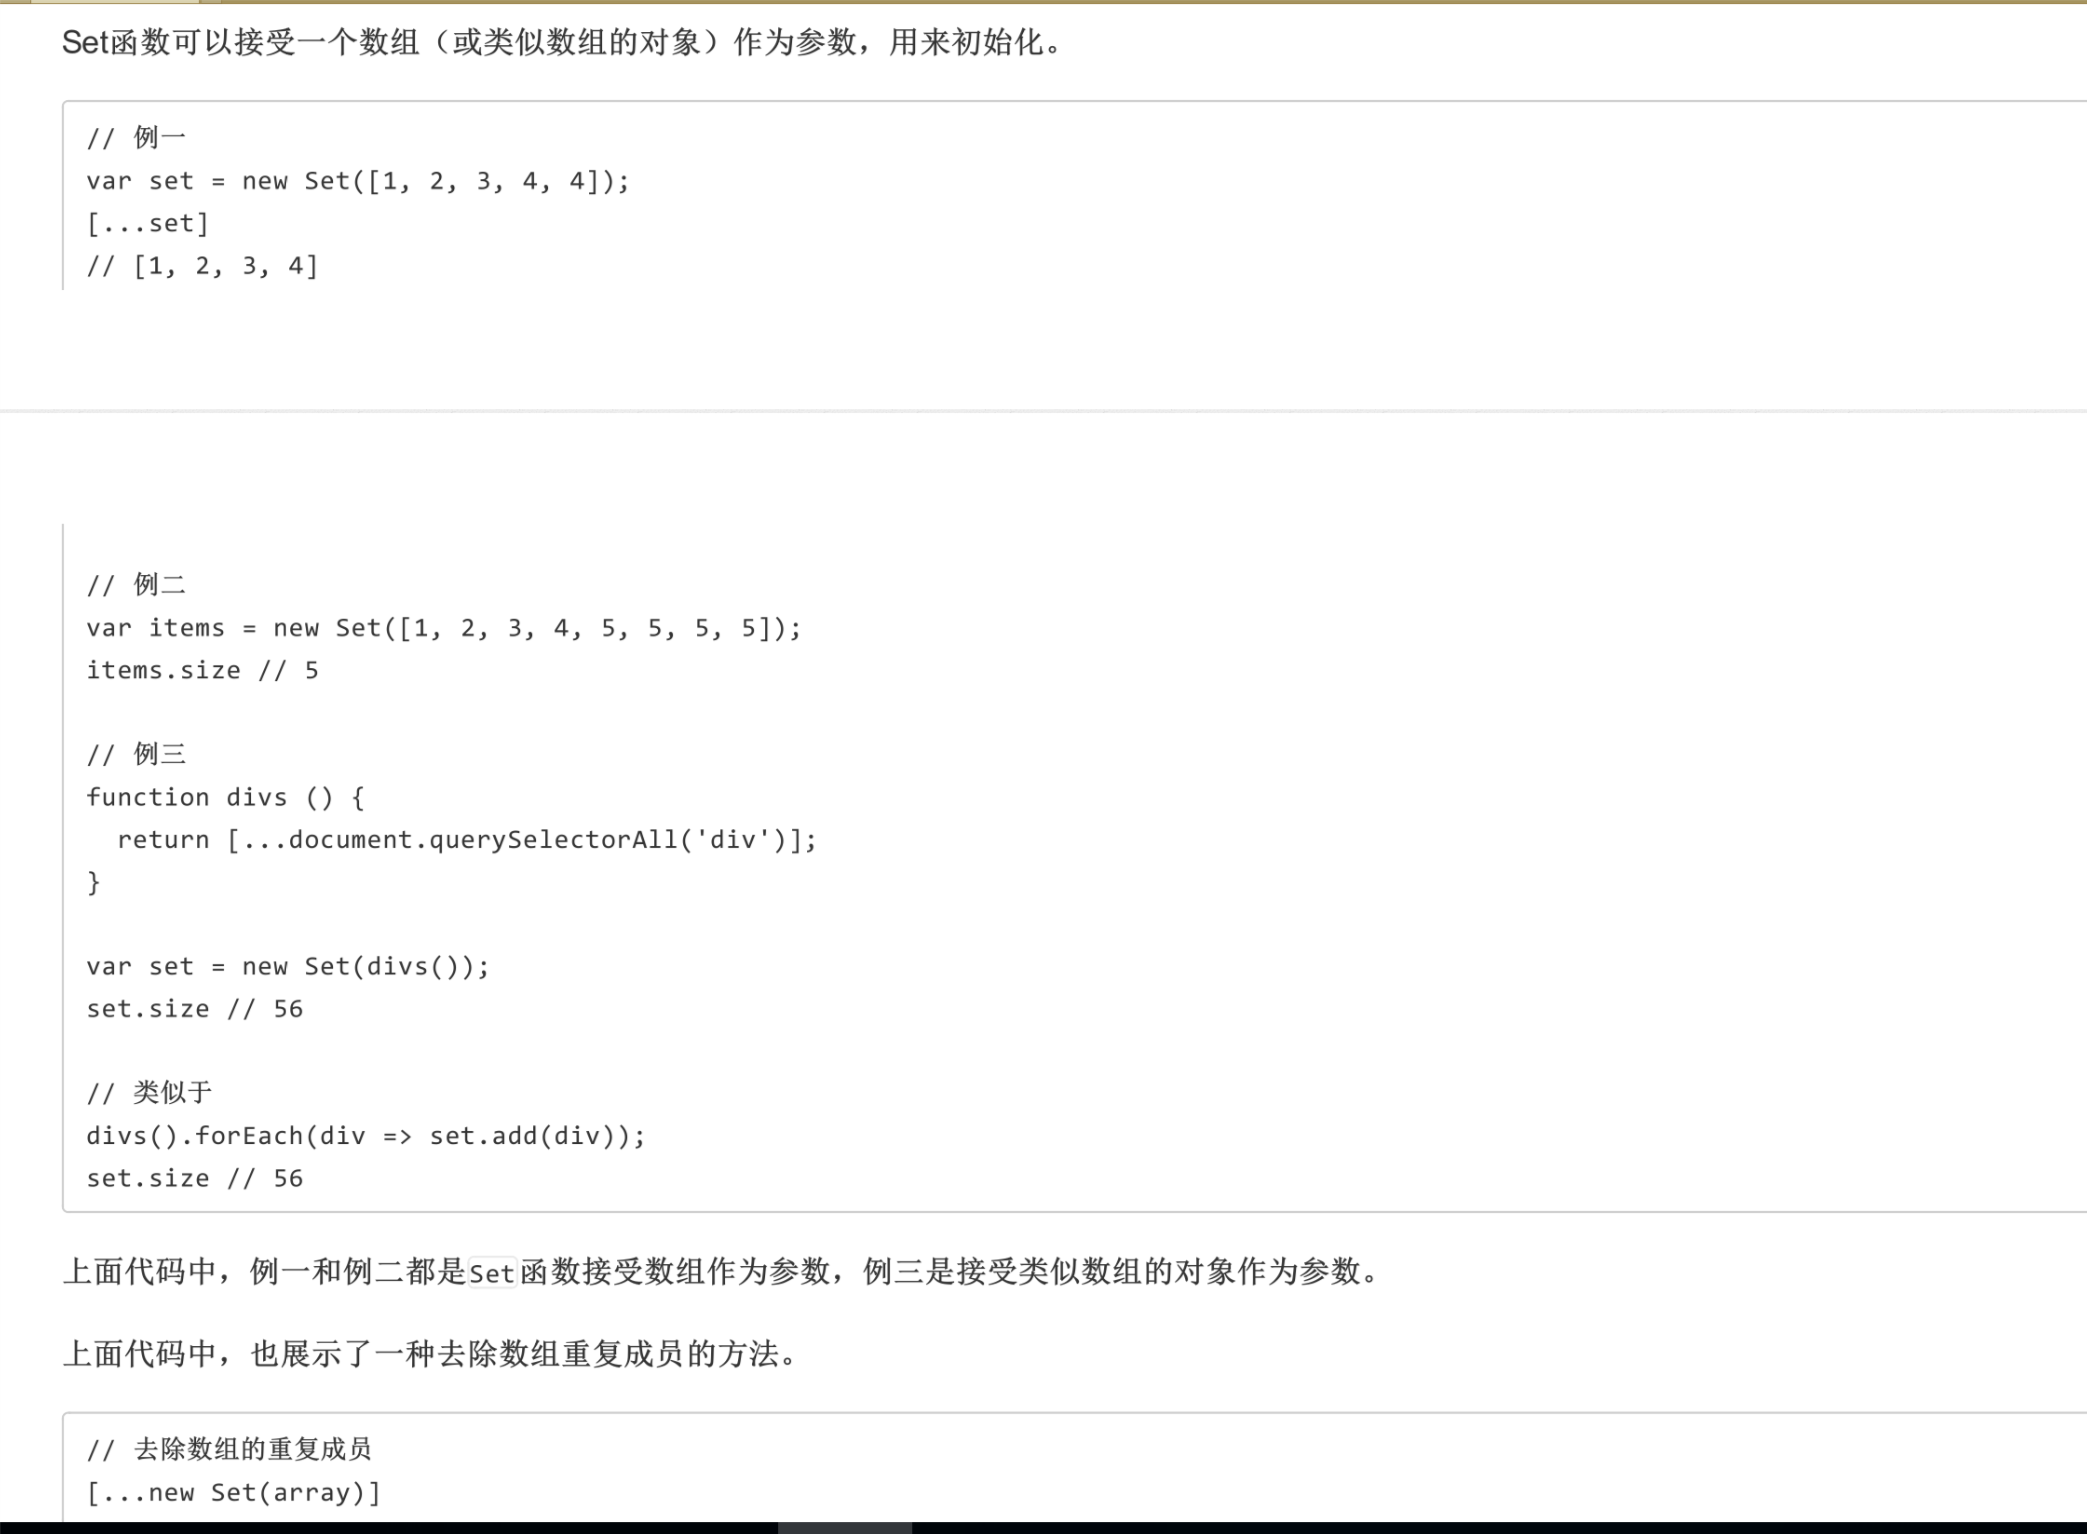 Set函数可以接受一个数组（或类似数组的对象）作为参数，用来初始化。
// 例一
var set = new Set([1, 2, 3, 4, 4]);
[...set]
// [1, 2, 3, 4]
// 例二
var items = new Set([1, 2, 3, 4, 5, 5, 5, 5]);
items.size // 5
// 例三
function divs () {
  return [...document.querySelectorAll('div')];
}
var set = new Set(divs());
set.size // 56
// 类似于
divs().forEach(div => set.add(div));
set.size // 56
上面代码中，例一和例二都是Set函数接受数组作为参数，例三是接受类似数组的对象作为参数。
上面代码中，也展示了一种去除数组重复成员的方法。
// 去除数组的重复成员
[...new Set(array)]